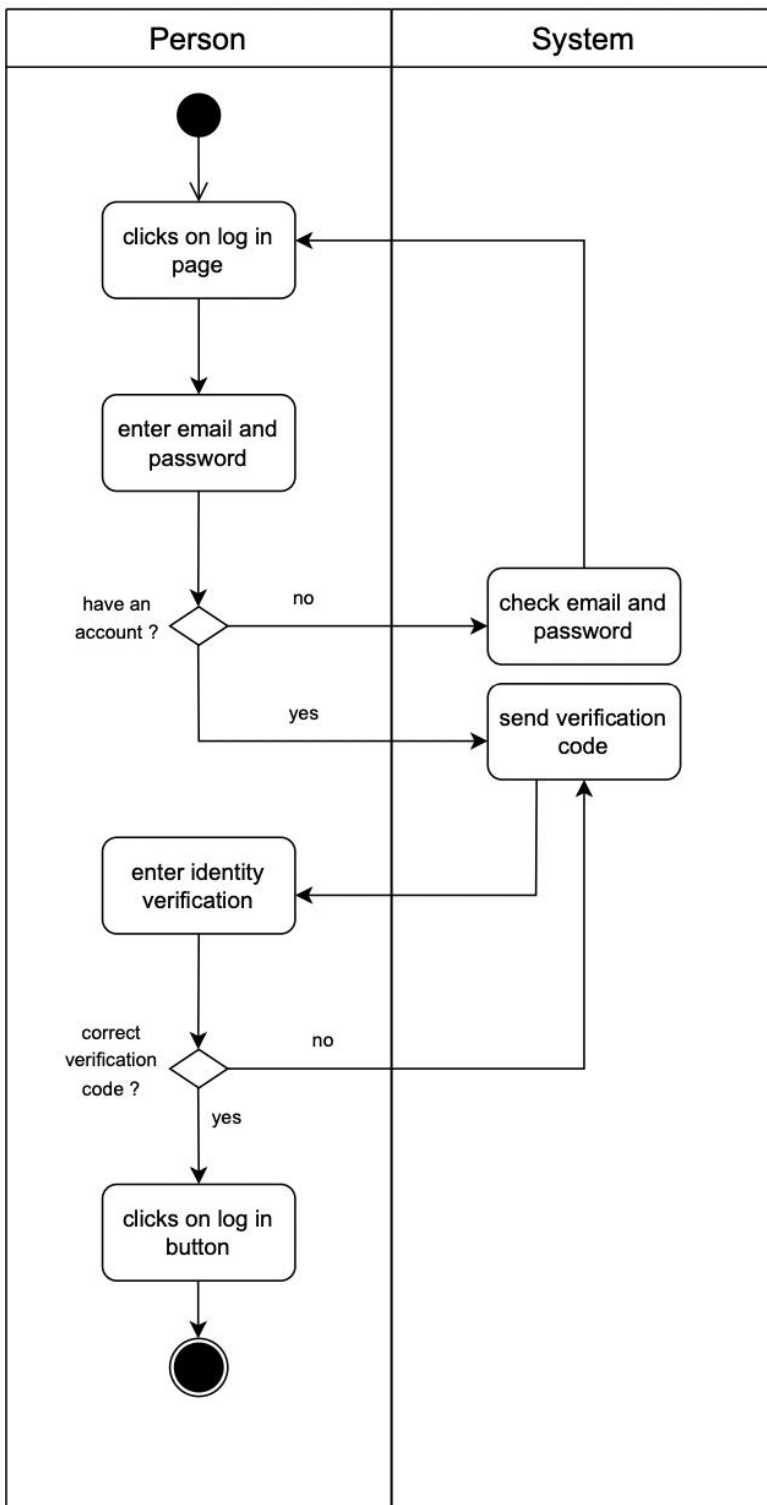 Person
System
clicks on log in
page
enter email and
password
have an
account ?
no
check email and
password
yes
send verification
code
enter identity
verification
correct
verification
code ?
no
yes
clicks on log in
button